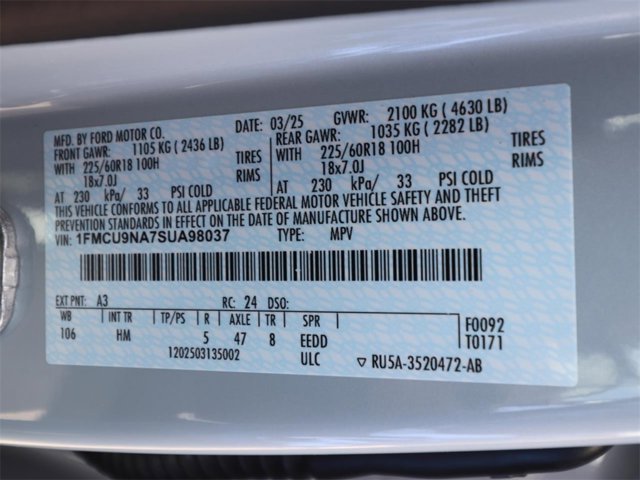 MFD. BY FORD MOTOR CO.
DATE: 03/25 GVWR: 2100 KG ( 4630 LB)
FRONT GAWR: 1105 KG ( 2436 LB) REAR GAWR: 1035 KG ( 2282 LB)
WITH 225/60R18 100H TIRES WITH 225/60R18 100H TIRES
18x7.0J RIMS 18x7.0J RIMS
AT 230 kPa/ 33 PSI COLD AT 230 kPa/ 33 PSI COLD
THIS VEHICLE CONFORMS TO ALL APPLICABLE FEDERAL MOTOR VEHICLE SAFETY AND THEFT
PREVENTION STANDARDS IN EFFECT ON THE DATE OF MANUFACTURE SHOWN ABOVE.
VIN: 1FMCU9NA7SUA98037 TYPE: MPV
EXT PNT: A3 RC: 24 DSO:
WB INT TR TP/PS R AXLE TR SPR F0092
106 HM 5 47 8 EEDD T0171
1202503135002 ULC ▽ RU5A-3520472-AB